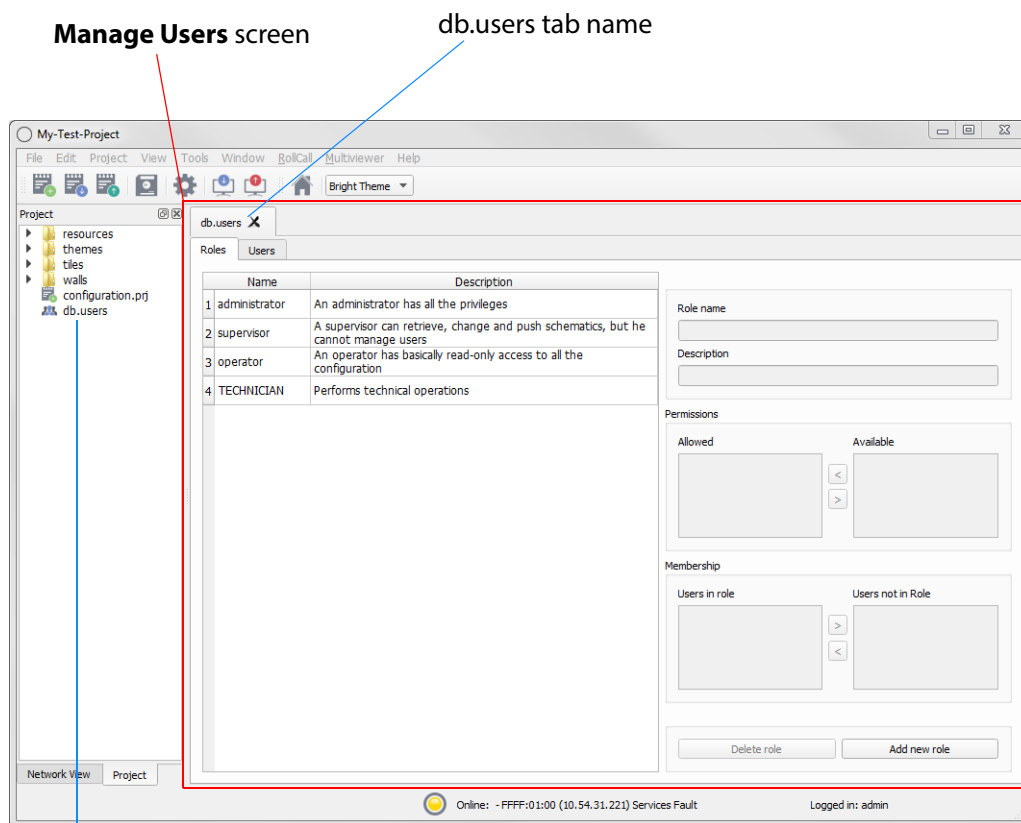 Manage Users screen
db.users tab name
My-Test-Project
File Edit Project View Tools Window RollCall Multviewer Help
Bright Theme
Project
resources
themes
tiles
walls
configuration.prj
db.users
db.users
Roles Users
Name Description
1 administrator An administrator has all the privileges
2 supervisor A supervisor can retrieve, change and push schematics, but he
cannot manage users
3 operator An operator has basically read-only access to all the
configuration
4 TECHNICIAN Performs technical operations
Role name
Description
Permissions
Allowed Available
<
>
Membership
Users in role Users not in Role
>
<
Delete role Add new role
Network View Project
Online: - FFFF:01:00 (10.54.31.221) Services Fault Logged in: admin